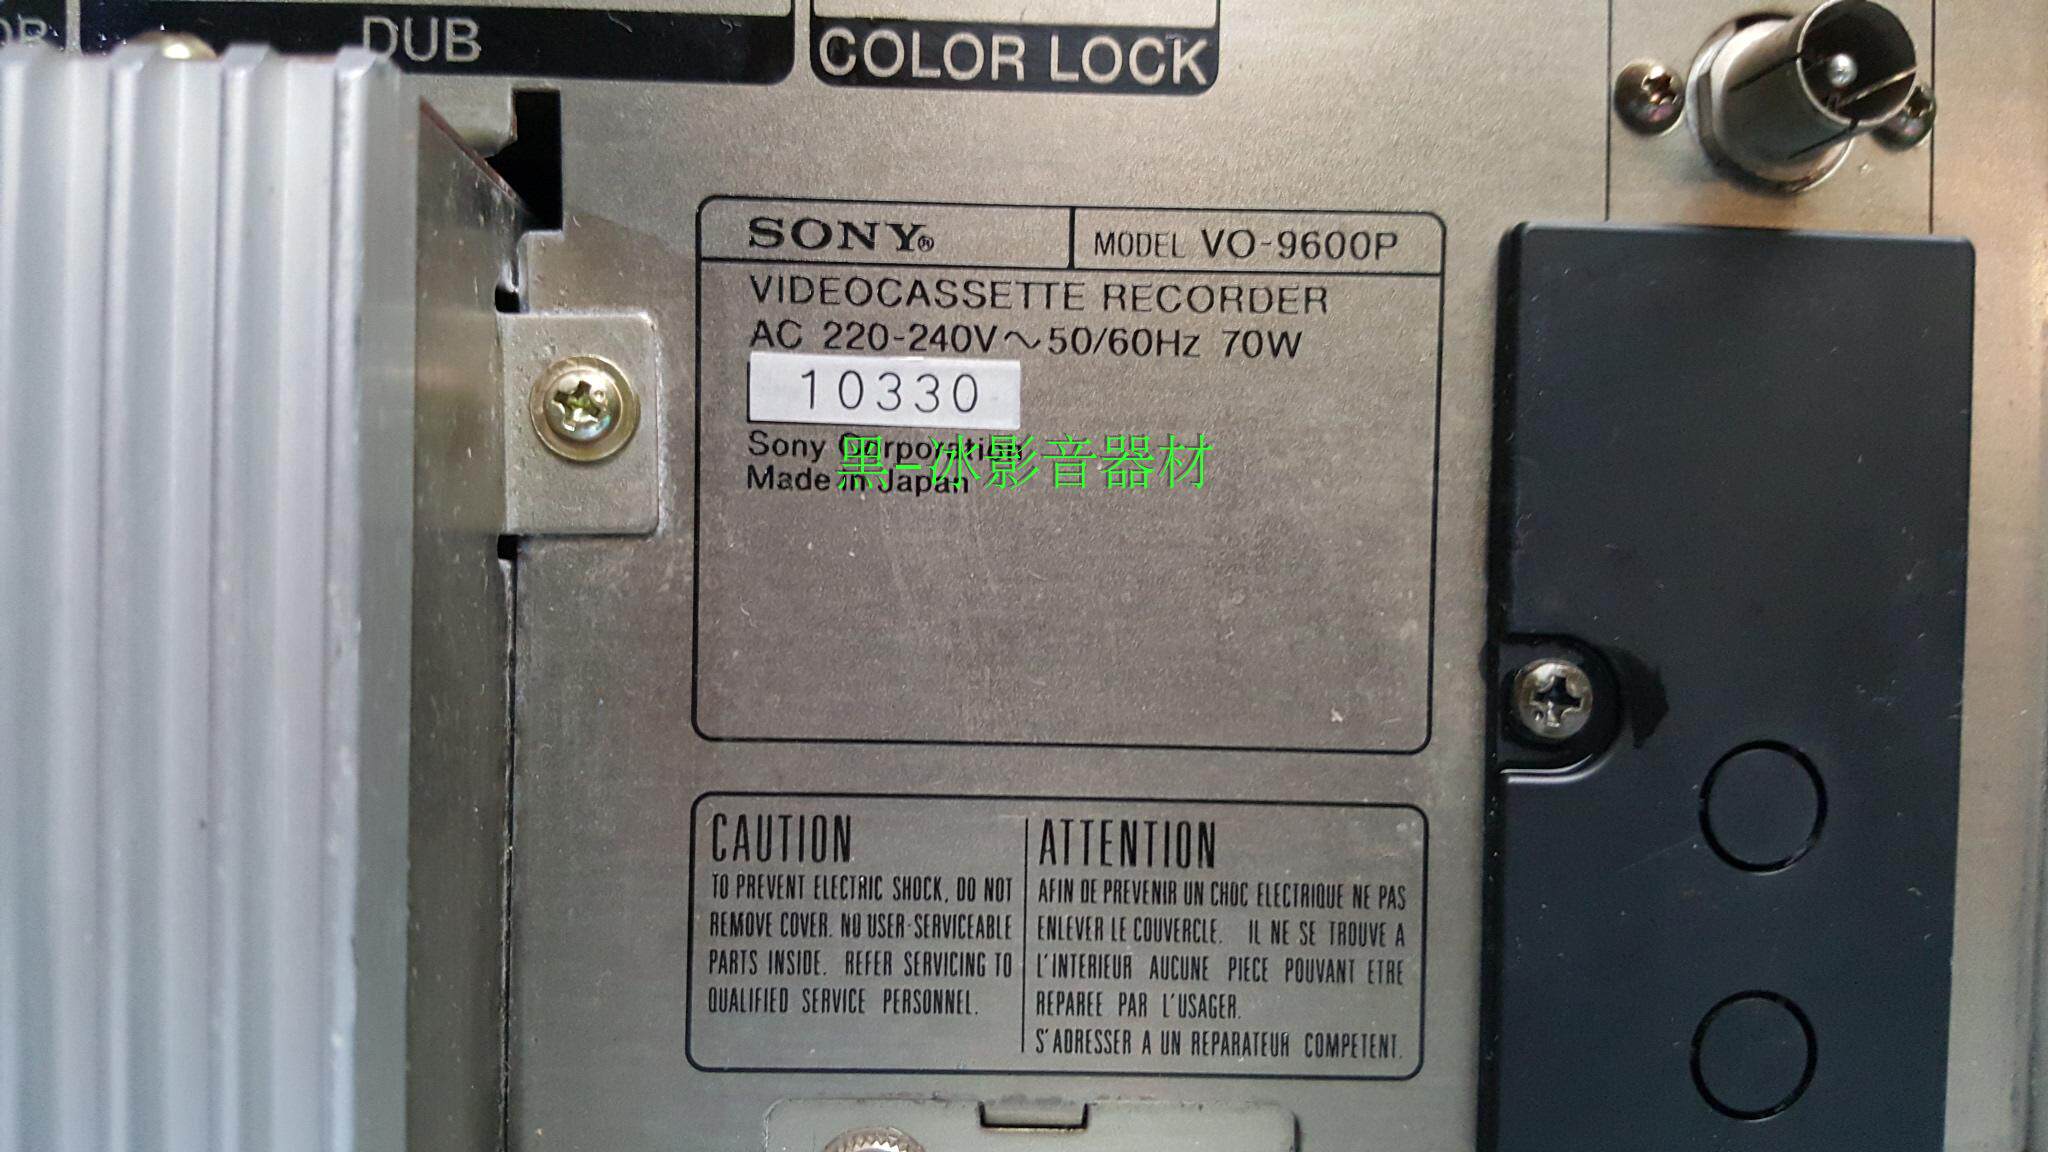 DUB
COLOR LOCK
SONY®
MODEL VO-9600P
VIDEOCASSETTE RECORDER
AC 220-240V～50/60Hz 70W
10330
Sony Corporation
Made in Japan
黑-冰影音器材
CAUTION
TO PREVENT ELECTRIC SHOCK, DO NOT
REMOVE COVER. NO USER-SERVICEABLE
PARTS INSIDE. REFER SERVICING TO
QUALIFIED SERVICE PERSONNEL.
ATTENTION
AFIN DE PREVENIR UN CHOC ELECTRIQUE NE PAS
ENLEVER LE COUVERCLE. IL NE SE TROUVE A
L'INTERIEUR AUCUNE PIECE POUVANT ETRE
REPAREE PAR L'USAGER.
S'ADRESSER A UN REPARATEUR COMPETENT.